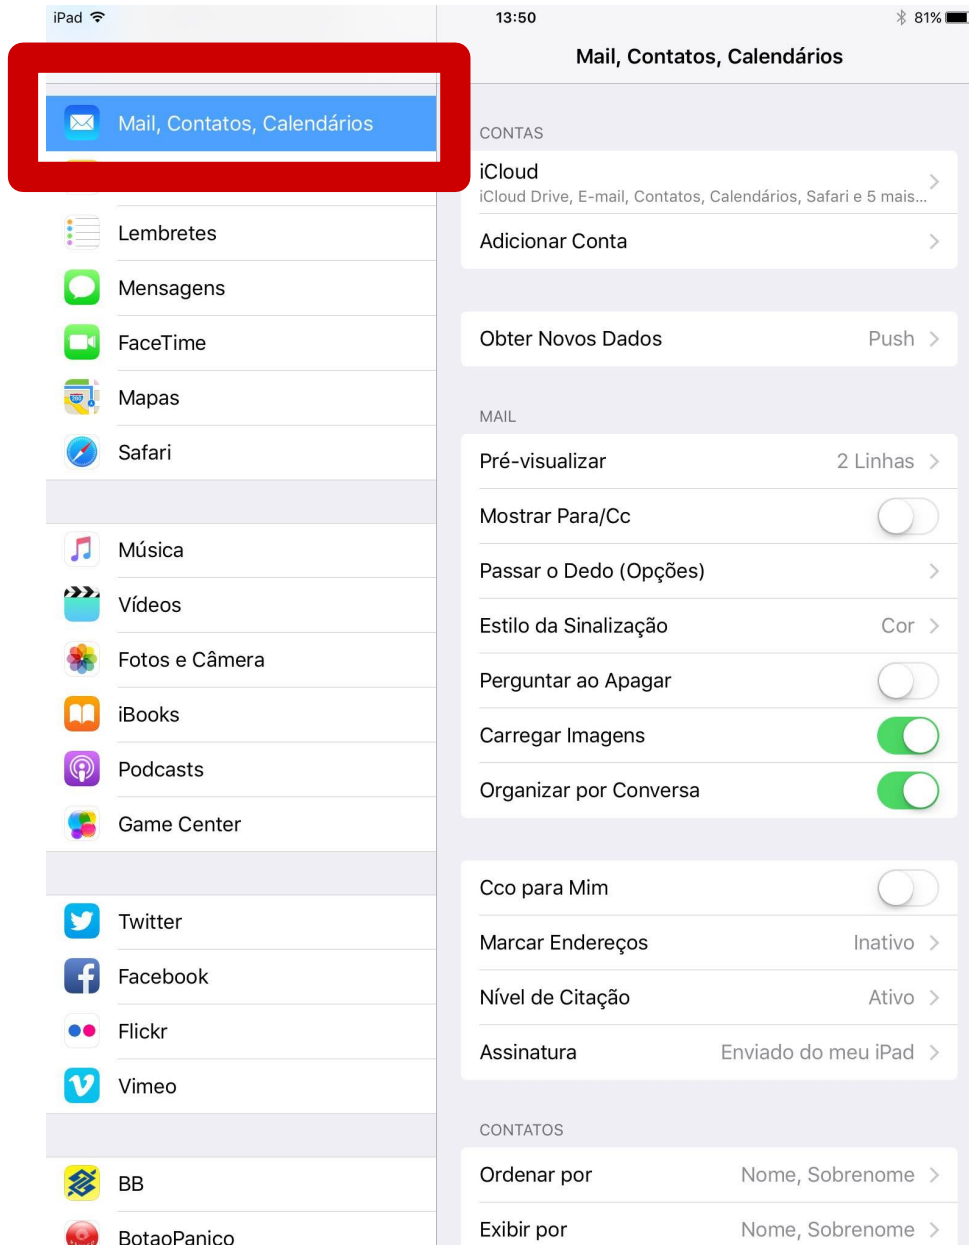 iPad
13:50
81%
Mail, Contatos, Calendários
Mail, Contatos, Calendários
Lembretes
Mensagens
FaceTime
Mapas
Safari
Música
Vídeos
Fotos e Câmera
iBooks
Podcasts
Game Center
Twitter
Facebook
Flickr
Vimeo
BB
BotaoPanico
CONTAS
iCloud
iCloud Drive, E-mail, Contatos, Calendários, Safari e 5 mais...
Adicionar Conta
Obter Novos Dados Push
MAIL
Pré-visualizar 2 Linhas
Mostrar Para/Cc
Passar o Dedo (Opções)
Estilo da Sinalização Cor
Perguntar ao Apagar
Carregar Imagens
Organizar por Conversa
Cco para Mim
Marcar Endereços Inativo
Nível de Citação Ativo
Assinatura Enviado do meu iPad
CONTATOS
Ordenar por Nome, Sobrenome
Exibir por Nome, Sobrenome